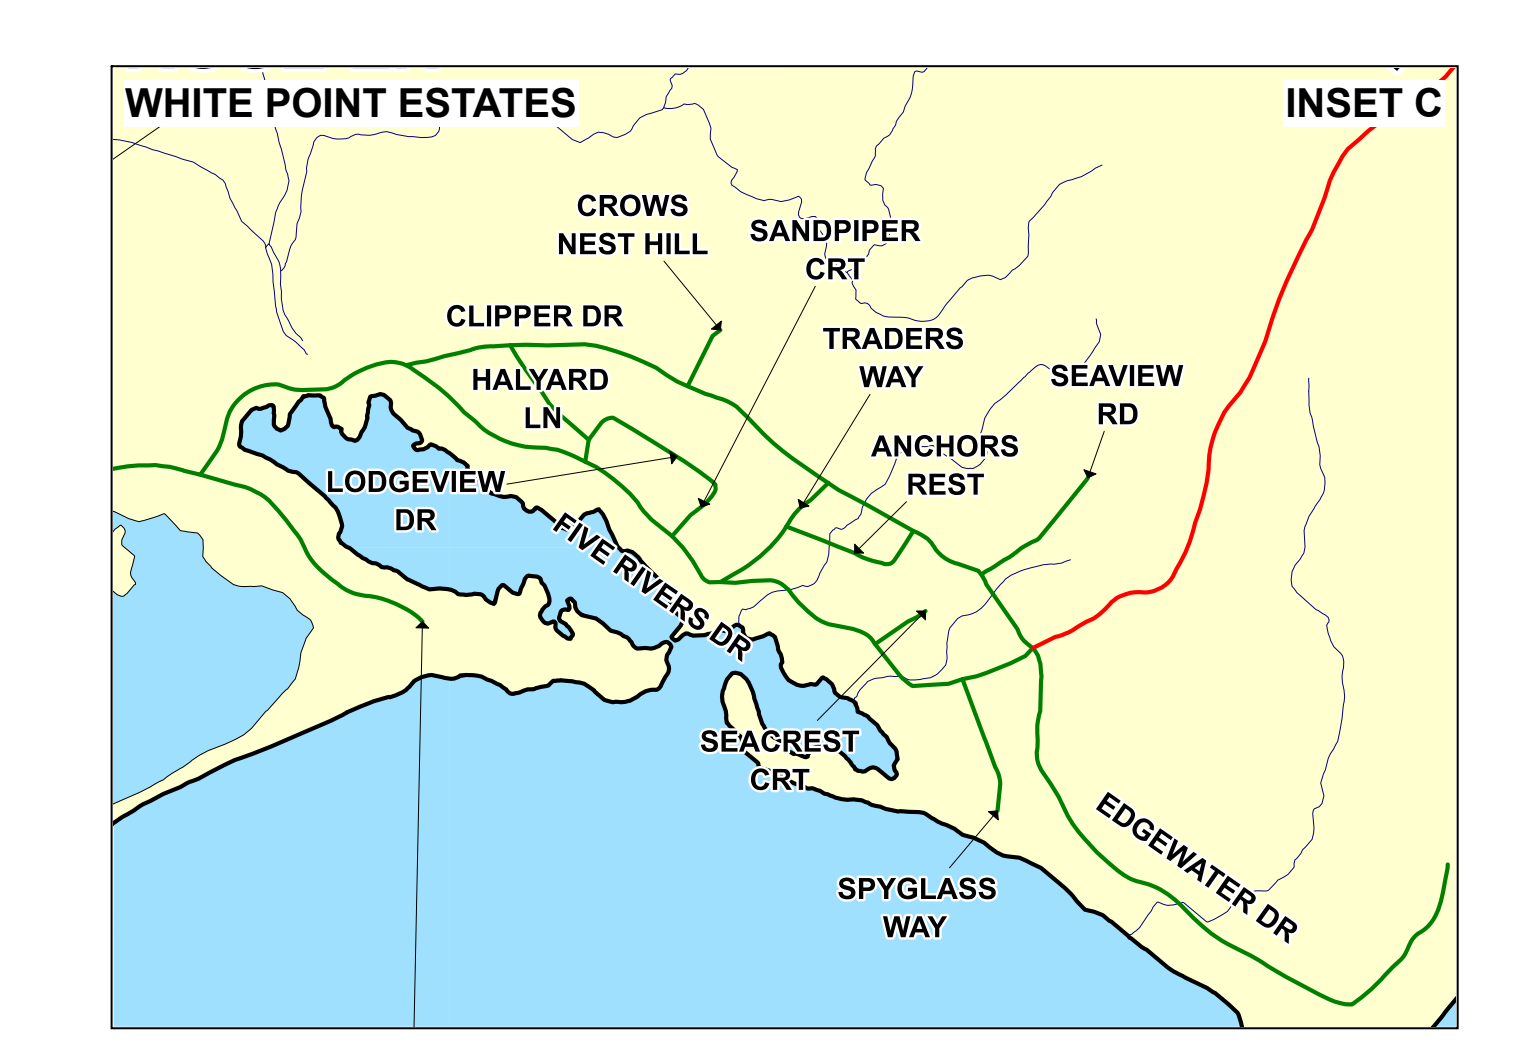 WHITE POINT ESTATES
INSET C
CROWS
NEST HILL
SANDPIPER
CRT
CLIPPER DR
TRADERS
WAY
HALYARD
LN
SEAVIEW
RD
ANCHORS
REST
LODGEVIEW
DR
FIVE RIVERS DR
SEACREST
CRT
EDGEWATER DR
SPYGLASS
WAY